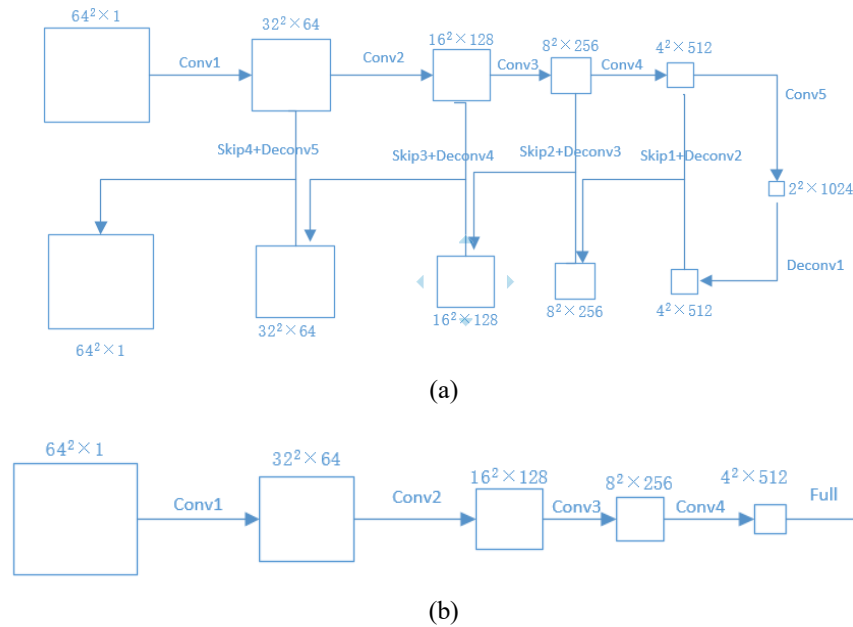 64²×1
32²×64
16²×128
8²×256
4²×512
Conv1
Conv2
Conv3
Conv4
Conv5
Skip4+Deconv5
Skip3+Deconv4
Skip2+Deconv3
Skip1+Deconv2
2²×1024
Deconv1
64²×1
32²×64
16²×128
8²×256
4²×512
(a)
64²×1
32²×64
16²×128
8²×256
4²×512
Conv1
Conv2
Conv3
Conv4
Full
(b)